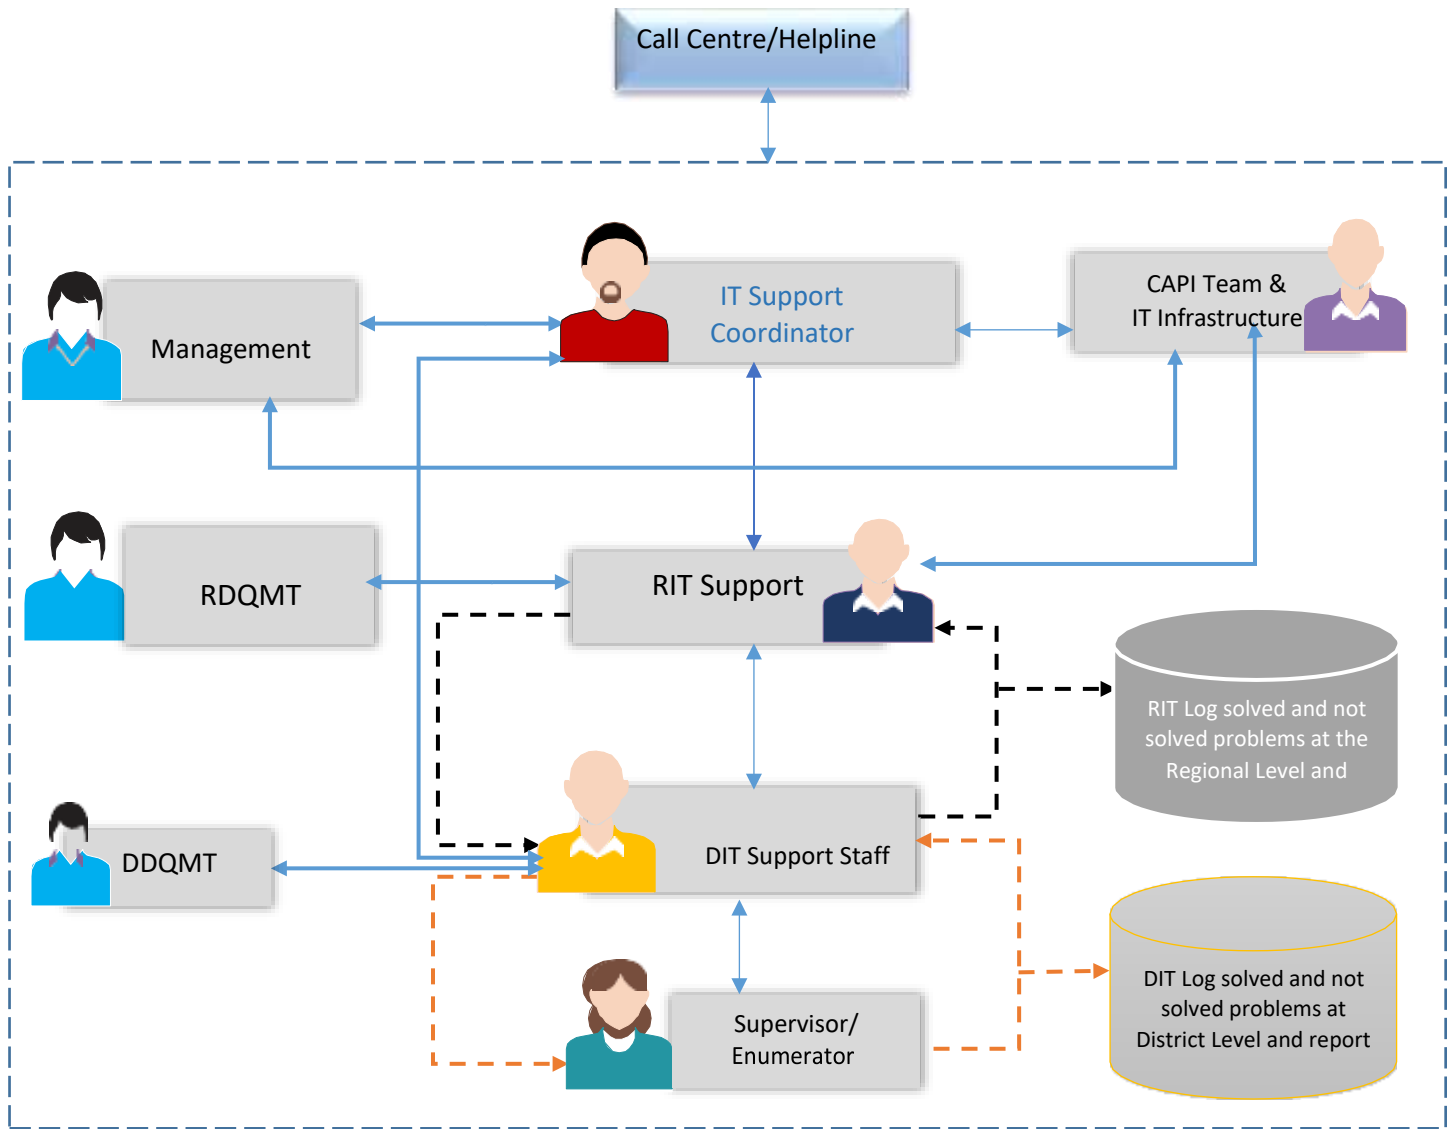 Call Centre/Helpline
Management
IT Support
Coordinator
CAPI Team &
IT Infrastructure
RDQMT
RIT Support
RIT Log solved and not
solved problems at the
Regional Level and
DDQMT
DIT Support Staff
DIT Log solved and not
solved problems at
District Level and report
Supervisor/
Enumerator